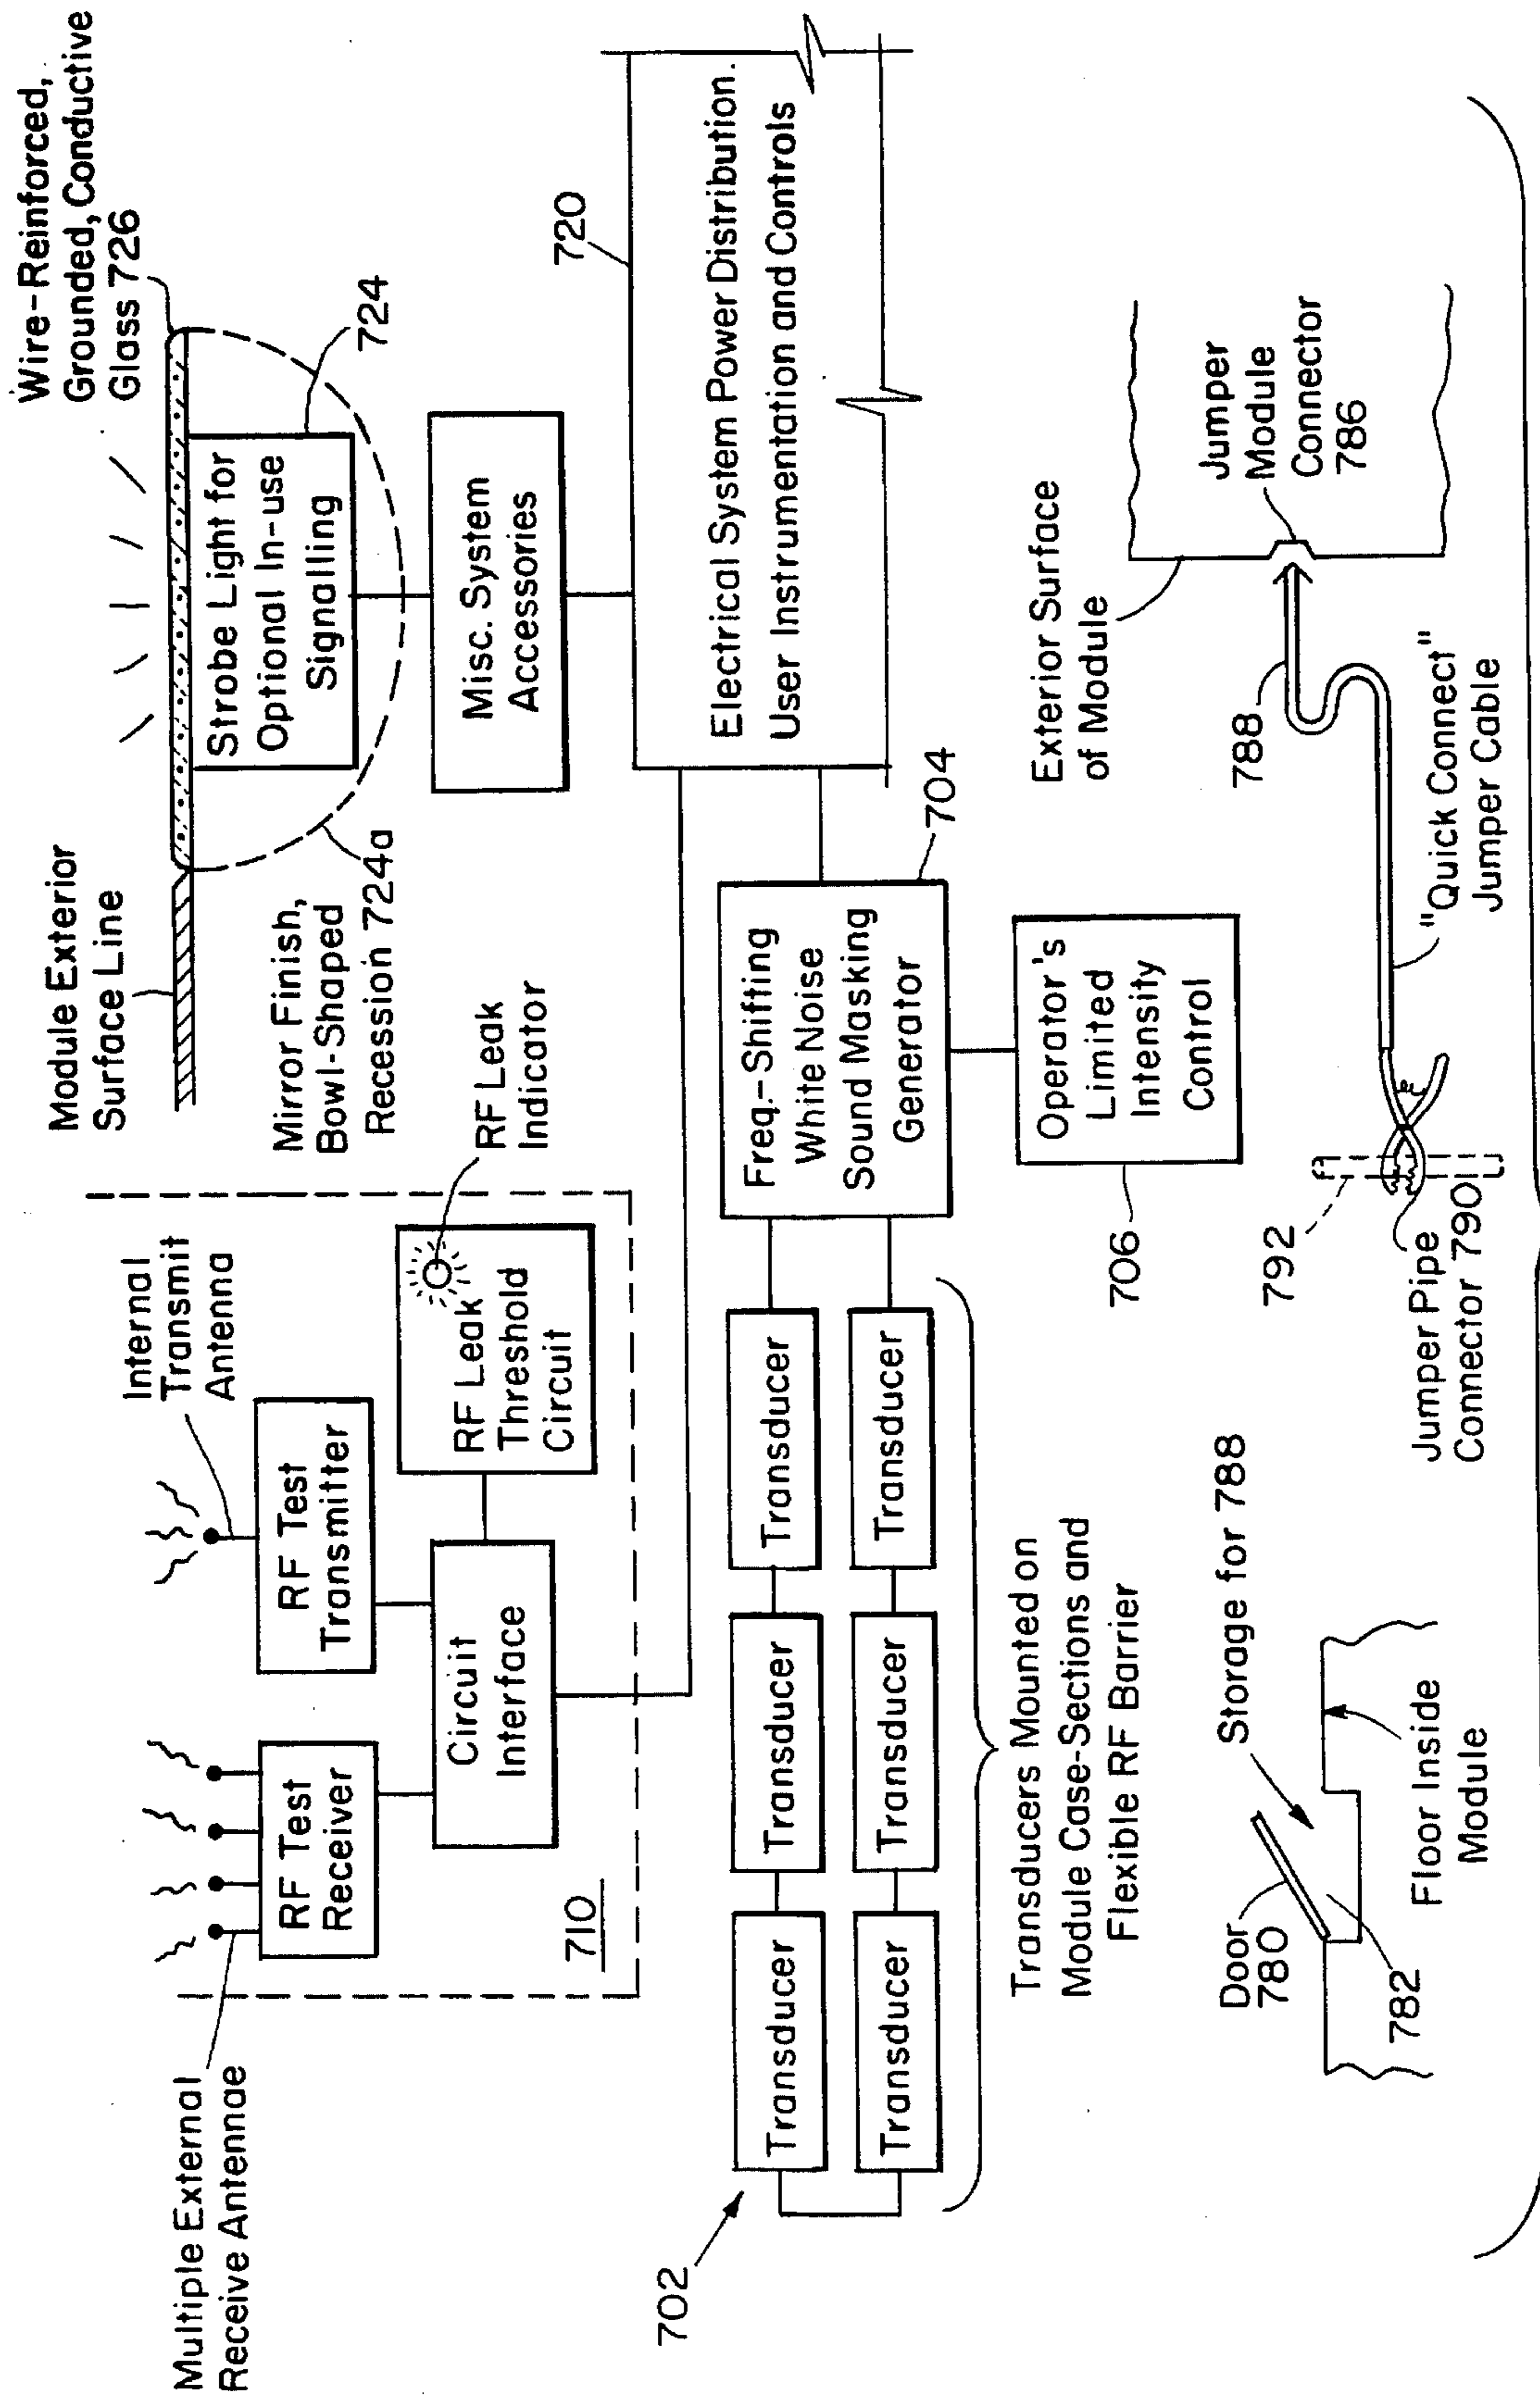 Multiple External
Receive Antennae
RF Test
Receiver
Internal
Transmit
Antenna
RF Test
Transmitter
Circuit
Interface
RF Leak
Threshold
Circuit
RF Leak
Indicator
710
Module Exterior
Surface Line
Mirror Finish,
Bowl-Shaped
Recession 724a
Wire-Reinforced,
Grounded, Conductive
Glass 726
Strobe Light for
Optional In-use
Signalling
724
Misc. System
Accessories
720
Electrical System Power Distribution.
User Instrumentation and Controls
702
Transducer
Transducer
Transducer
Transducer
Transducer
Transducer
Transducers Mounted on
Module Case-Sections and
Flexible RF Barrier
Freq.-Shifting
White Noise
Sound Masking
Generator
704
Operator's
Limited
Intensity
Control
706
Door
780
782
Storage for 788
Floor Inside
Module
792
Jumper Pipe
Connector 790
"Quick Connect"
Jumper Cable
788
Exterior Surface
of Module
Jumper
Module
Connector
786